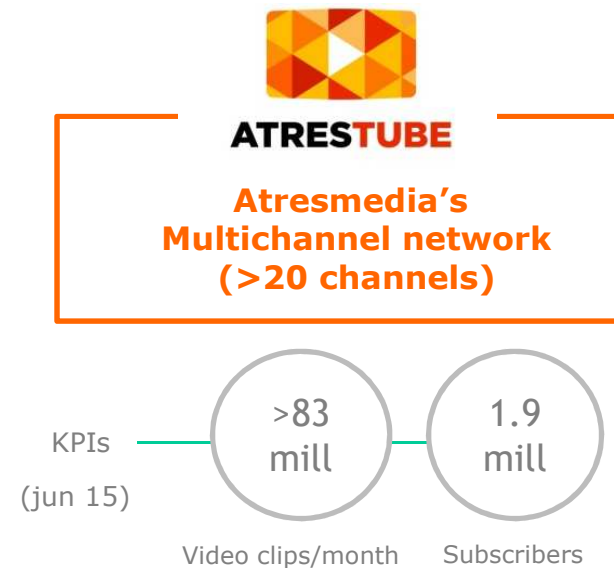 ATRESTUBE
Atresmedia’s
Multichannel network
(>20 channels)
KPIs
(jun 15)
>83
mill
1.9
mill
Video clips/month
Subscribers